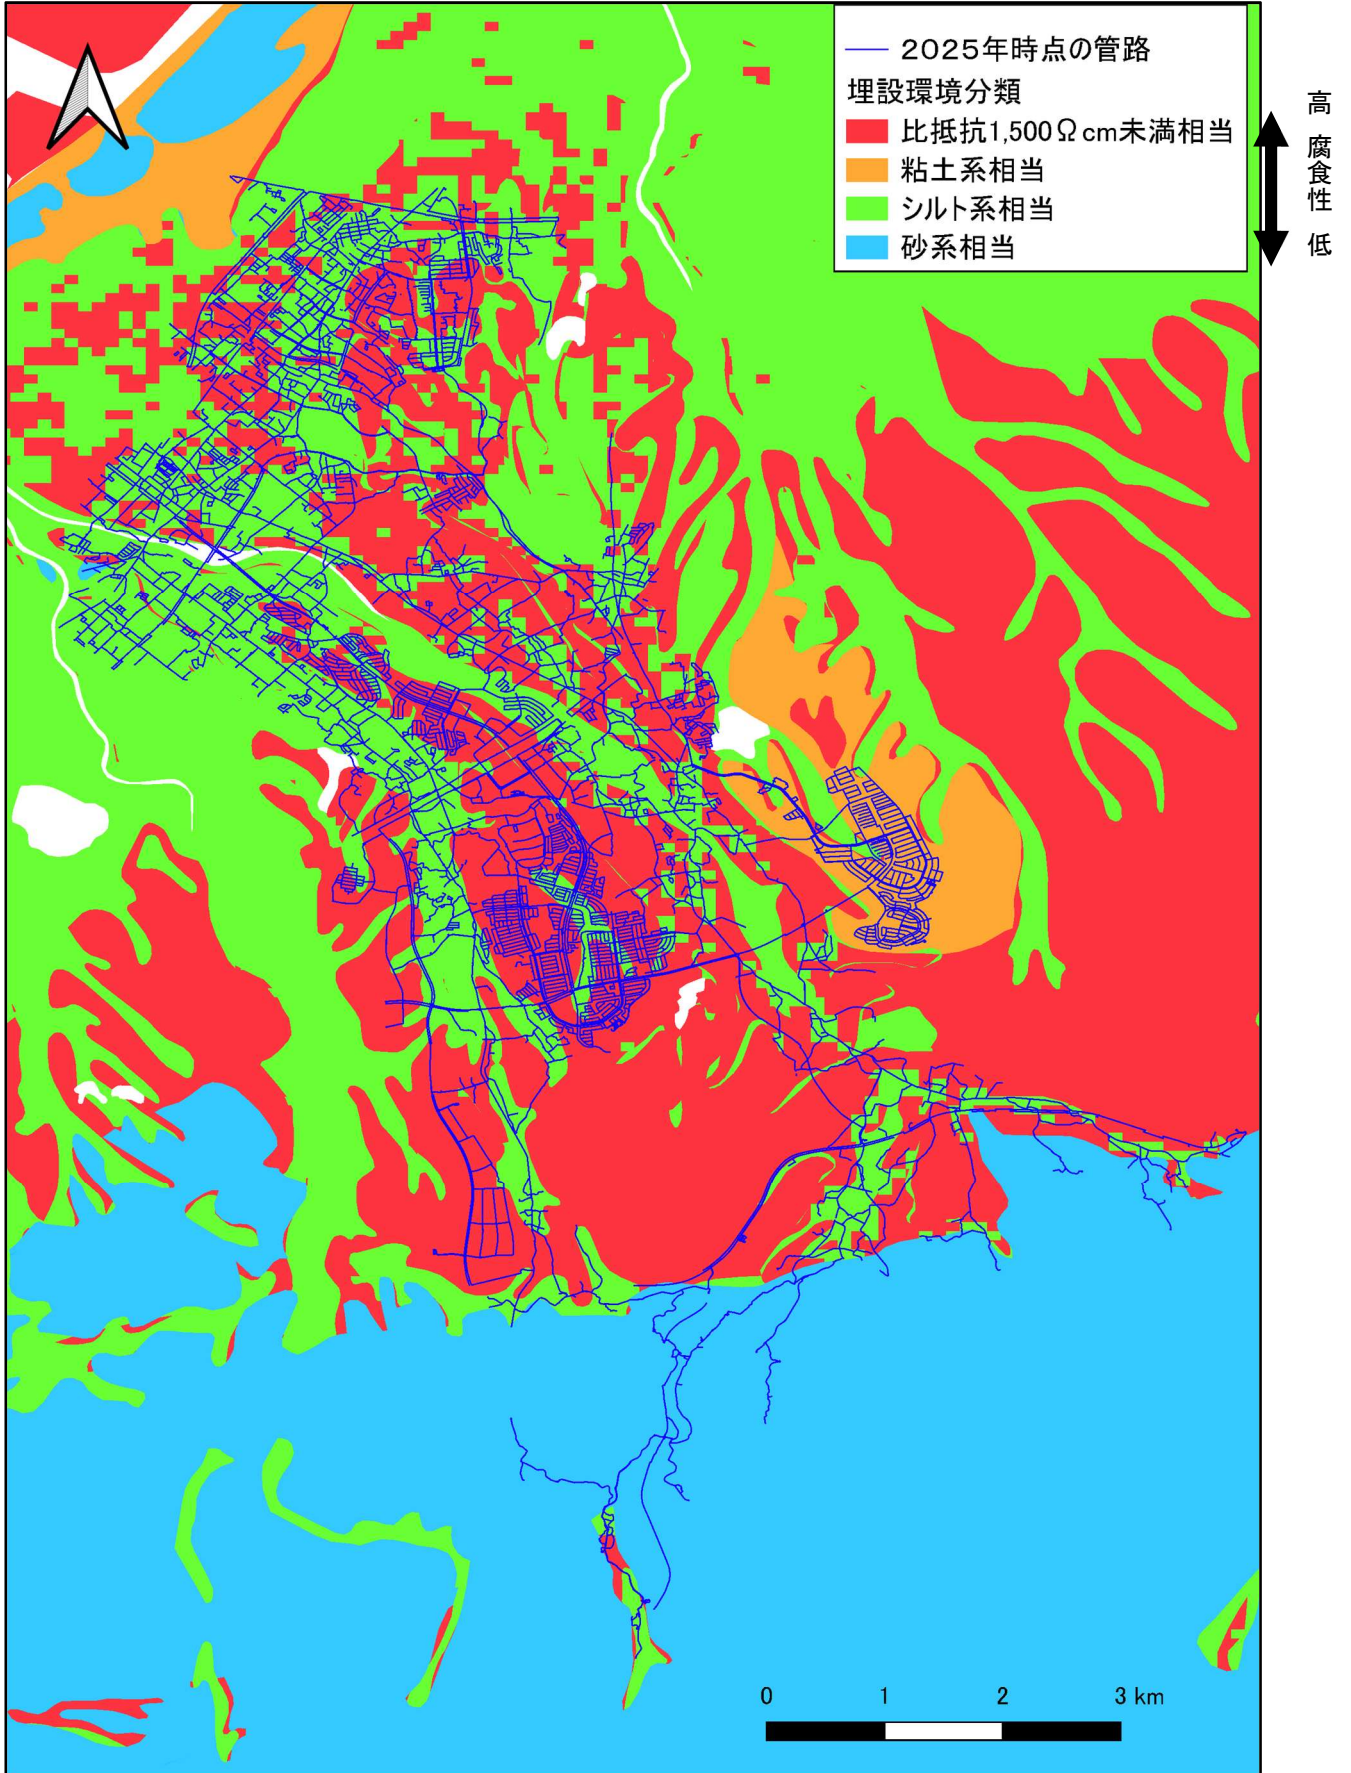 2025年時点の管路
埋設環境分類
比抵抗1,500Ωcm未満相当
粘土系相当
シルト系相当
砂系相当
高
腐食性
低
0 1 2 3 km